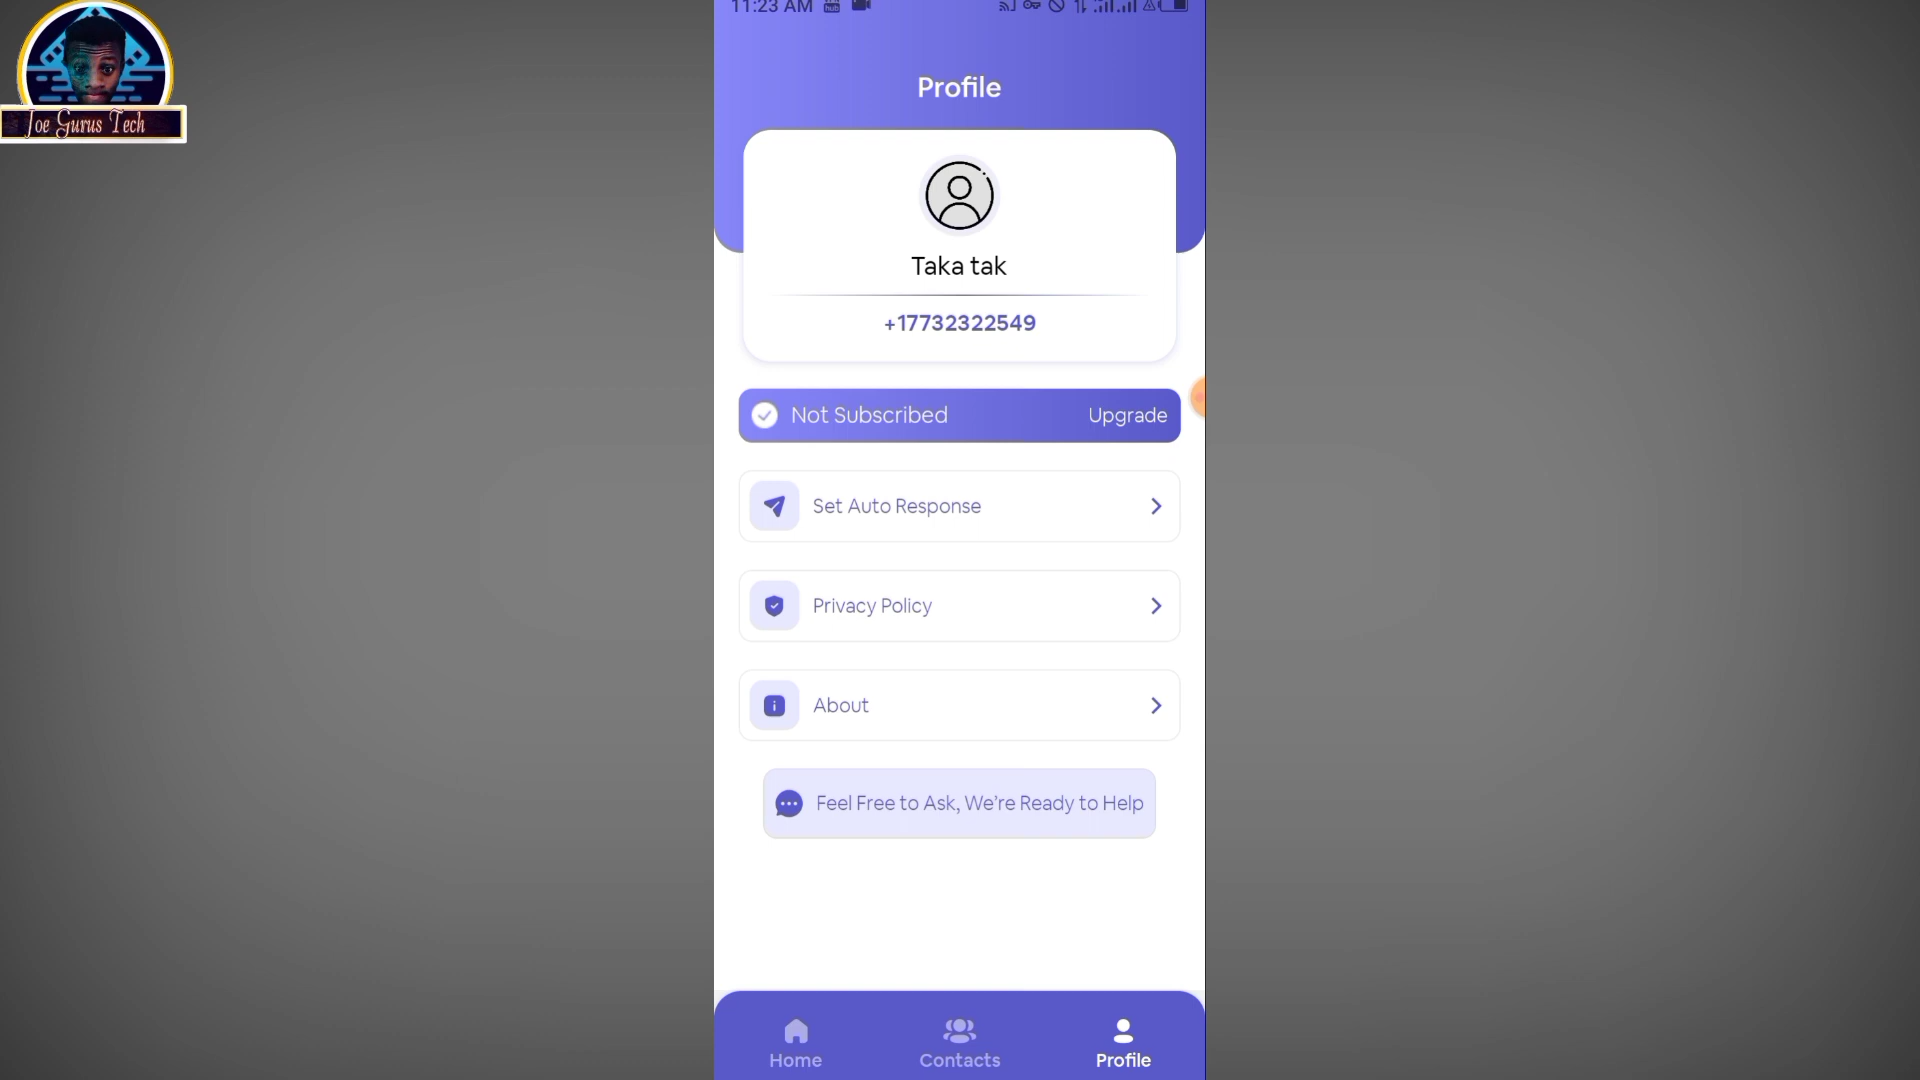 11:23 AM
Joe Gurus Tech
Profile
Taka tak
+17732322549
Not Subscribed
Upgrade
Set Auto Response
Privacy Policy
About
Feel Free to Ask, We’re Ready to Help
Home
Contacts
Profile